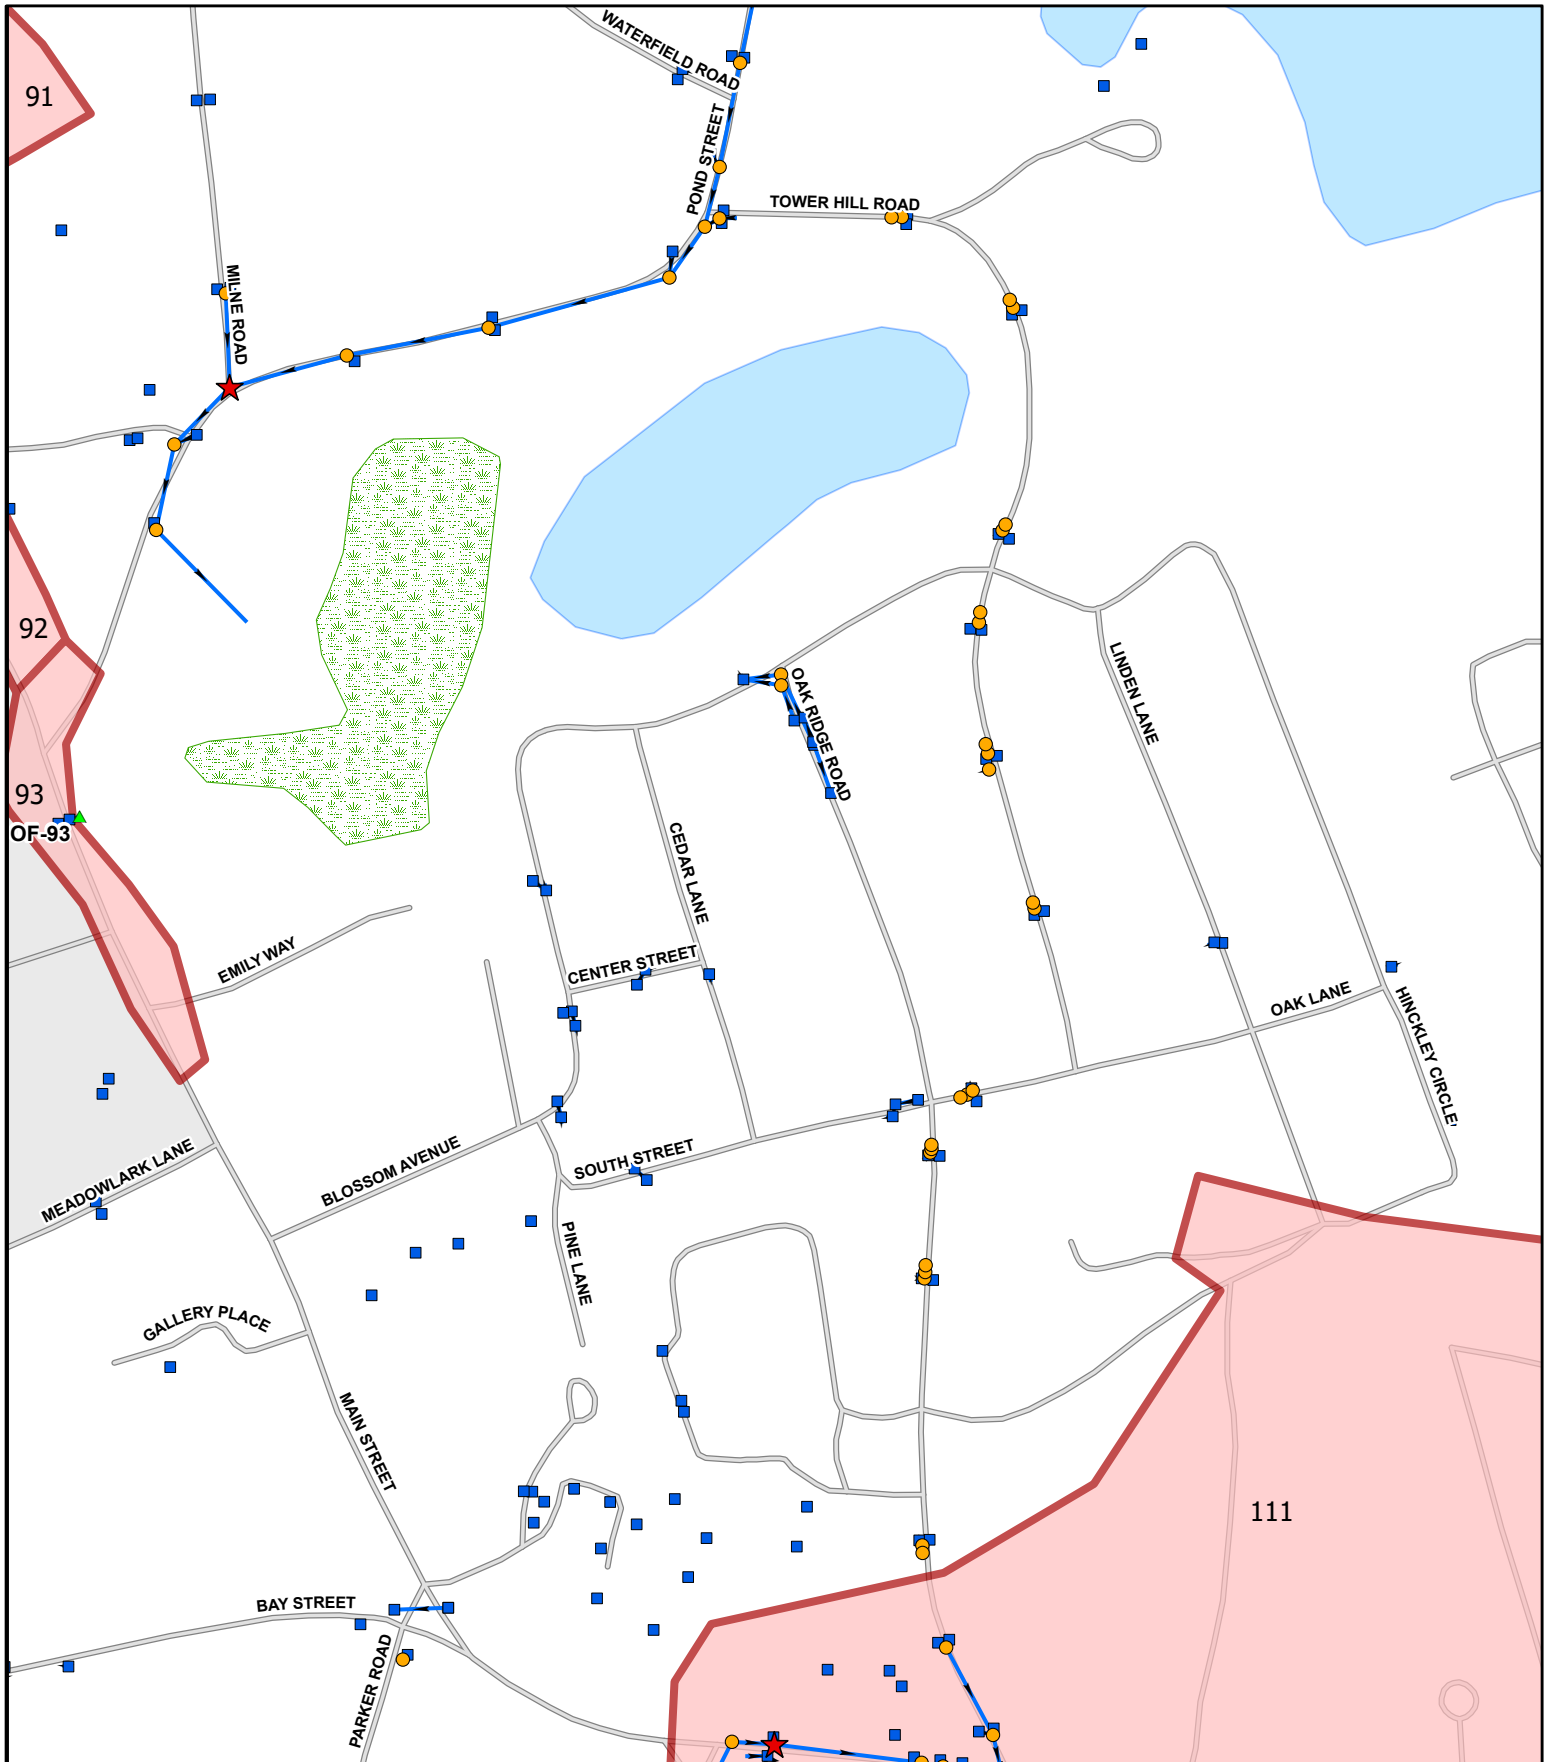 WATERFIELD ROAD
91
POND STREET
TOWER HILL ROAD
MILNE ROAD
92
LINDEN LANE
OAK RIDGE ROAD
93
OF-93
CEDAR LANE
EMILY WAY
CENTER STREET
OAK LANE
HINCKLEY CIRCLE
MEADOWLARK LANE
BLOSSOM AVENUE
SOUTH STREET
PINE LANE
GALLERY PLACE
MAIN STREET
111
BAY STREET
PARKER ROAD